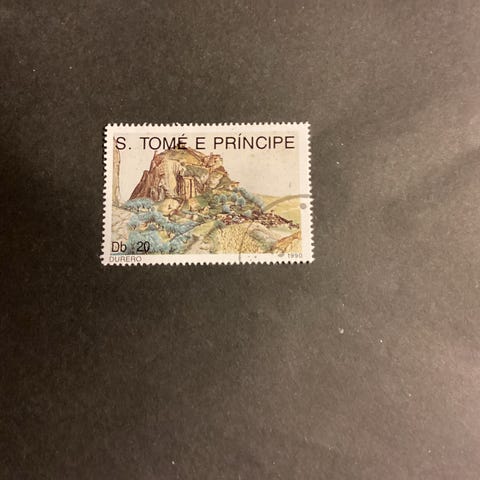 S. TOMÉ E PRÍNCIPE
Db 20
DURERO 1990